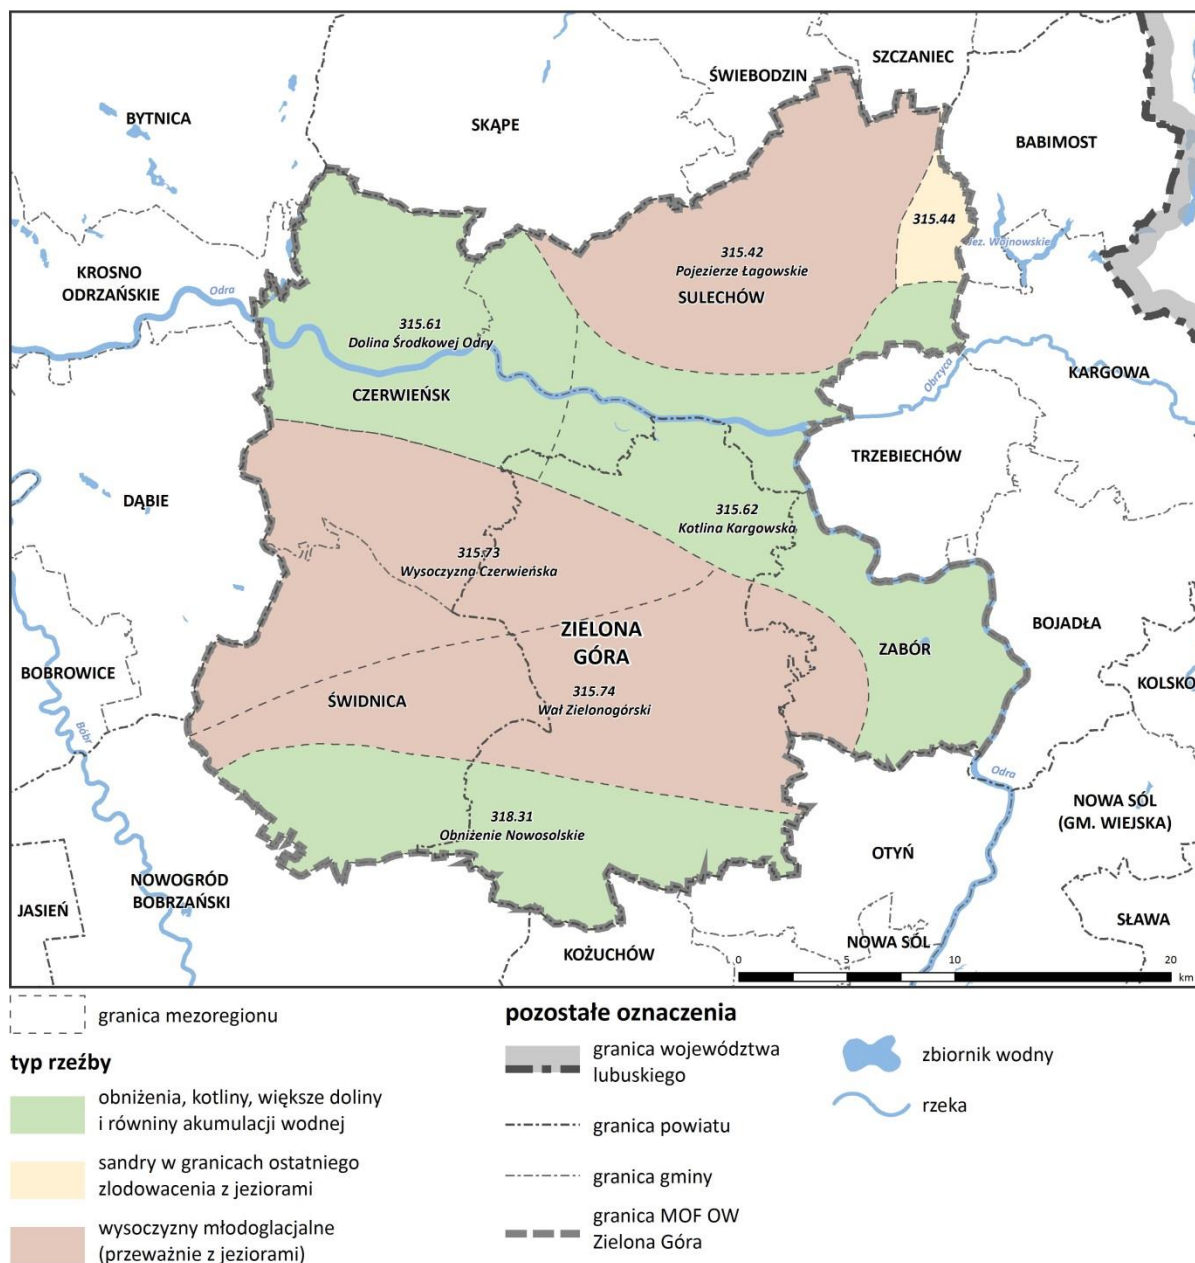 SZCZANIEC
ŚWIEBODZIN
BYTNICA
SKĄPE
BABIMOST
315.44
Jez. Wojnowskie
315.42
Pojezierze Łagowskie
SULECHÓW
KROSNO
ODRZAŃSKIE
Odra
315.61
Dolina Środkowej Odry
CZERWIEŃSK
Obrzyca
KARGOWA
TRZEBIECHÓW
DĄBIE
315.62
Kotlina Kargowska
315.73
Wysoczyzna Czerwieńska
ZIELONA
GÓRA
ZABÓR
BOJADŁA
BOBROWICE
KOLSKO
ŚWIDNICA
315.74
Wał Zielonogórski
Bóbr
Odra
NOWA SÓL
(GM. WIEJSKA)
318.31
Obniżenie Nowosolskie
OTYŃ
NOWOGRÓD
BOBRZAŃSKI
JASIEŃ
SŁAWA
KOŻUCHÓW
NOWA SÓL
0 5 10 20
km
granica mezoregionu
typ rzeźby
obniżenia, kotliny, większe doliny
i równiny akumulacji wodnej
sandry w granicach ostatniego
zlodowacenia z jeziorami
wysoczyzny młodoglacjalne
(przeważnie z jeziorami)
pozostałe oznaczenia
granica województwa
lubuskiego
granica powiatu
granica gminy
granica MOF OW
Zielona Góra
zbiornik wodny
rzeka